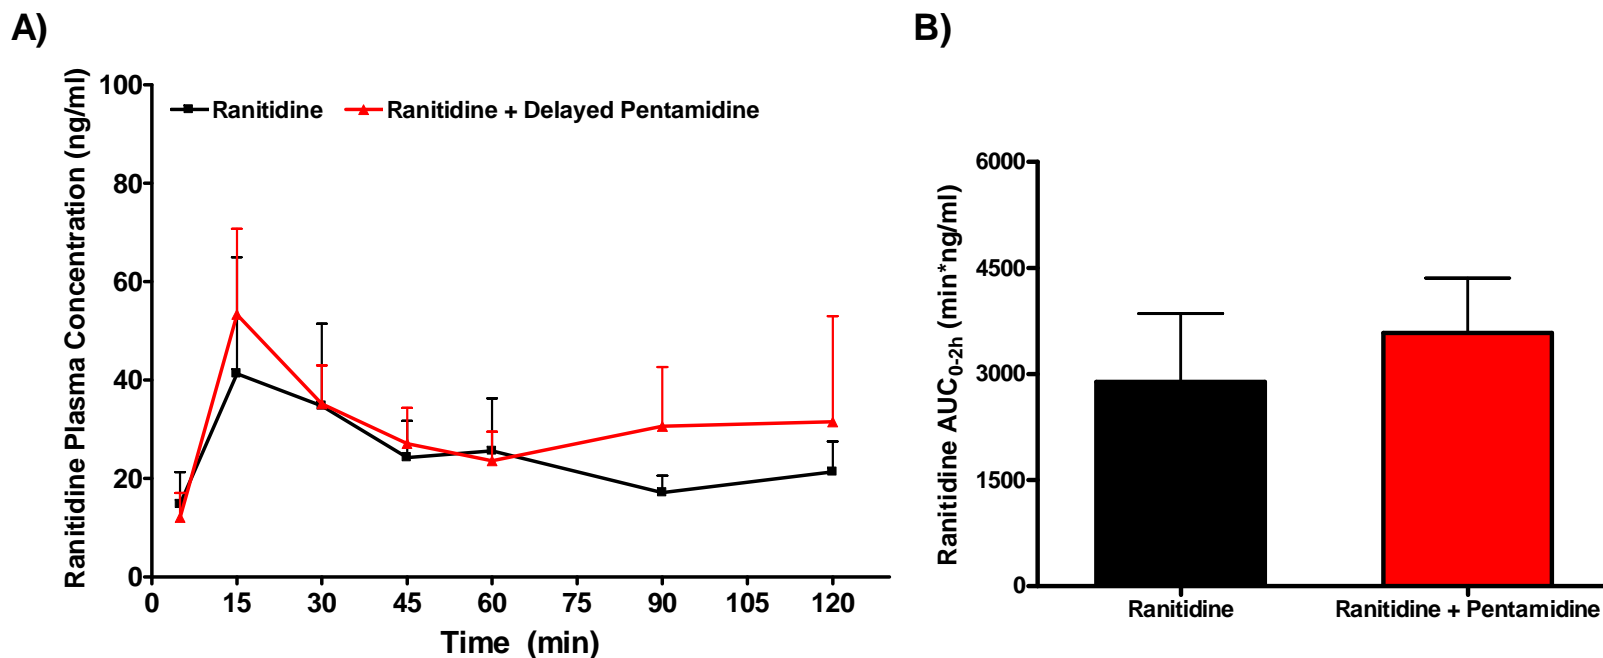 A)
Ranitidine Plasma Concentration (ng/ml)
100
80
60
40
20
0
Ranitidine
Ranitidine + Delayed Pentamidine
0 15 30 45 60 75 90 105 120
Time (min)
B)
Ranitidine AUC0-2h (min*ng/ml)
6000
4500
3000
1500
0
Ranitidine
Ranitidine + Pentamidine